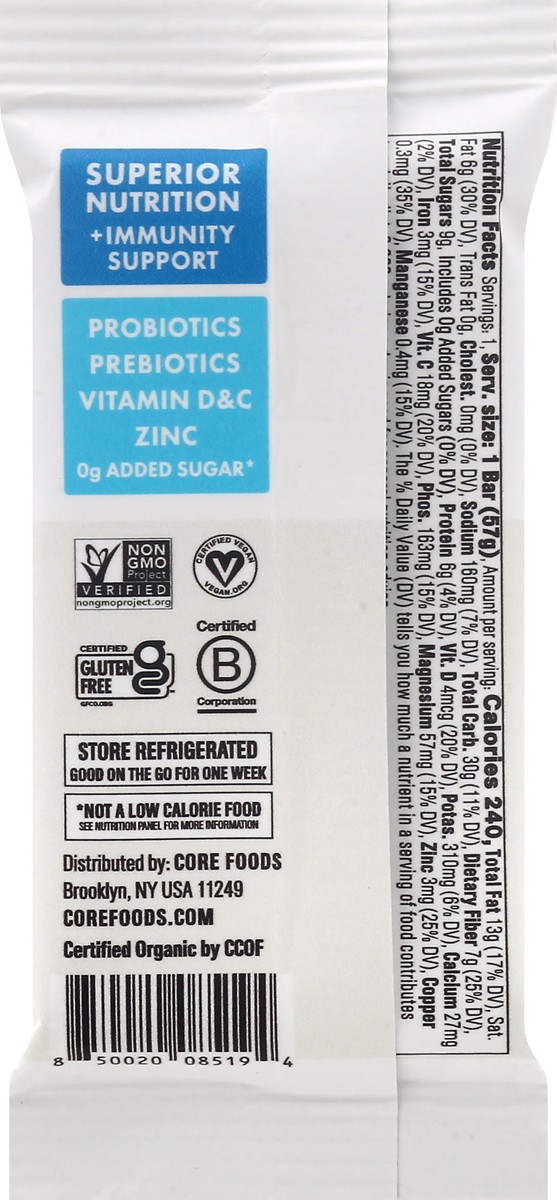 SUPERIOR
NUTRITION
+IMMUNITY
SUPPORT
PROBIOTICS
PREBIOTICS
VITAMIN D&C
ZINC
0g ADDED SUGAR*
NON
GMO
Project
VERIFIED
nongmoproject.org
CERTIFIED VEGAN
VEGAN.ORG
CERTIFIED
GLUTEN
FREE
GFCO.ORG
Certified
B
Corporation
STORE REFRIGERATED
GOOD ON THE GO FOR ONE WEEK
*NOT A LOW CALORIE FOOD
SEE NUTRITION PANEL FOR MORE INFORMATION
Distributed by: CORE FOODS
Brooklyn, NY USA 11249
COREFOODS.COM
Certified Organic by CCOF
8 50020 08519 4
Nutrition Facts Servings: 1, Serv. size: 1 Bar (57g), Amount per serving: Calories 240, Total Fat 13g (17% DV), Sat.
Fat 6g (30% DV), Trans Fat 0g, Cholest. 0mg (0% DV), Sodium 160mg (7% DV), Total Carb. 30g (11% DV), Dietary Fiber 7g (25% DV),
Total Sugars 9g, Includes 0g Added Sugars (0% DV), Protein 6g (4% DV), Vit. D 4mcg (20% DV), Potas. 310mg (6% DV), Calcium 27mg
(2% DV), Iron 3mg (15% DV), Vit. C 18mg (20% DV), Phos. 163mg (15% DV), Magnesium 57mg (15% DV), Zinc 3mg (25% DV), Copper
0.3mg (35% DV), Manganese 0.4mg (15% DV). The % Daily Value (DV) tells you how much a nutrient in a serving of food contributes